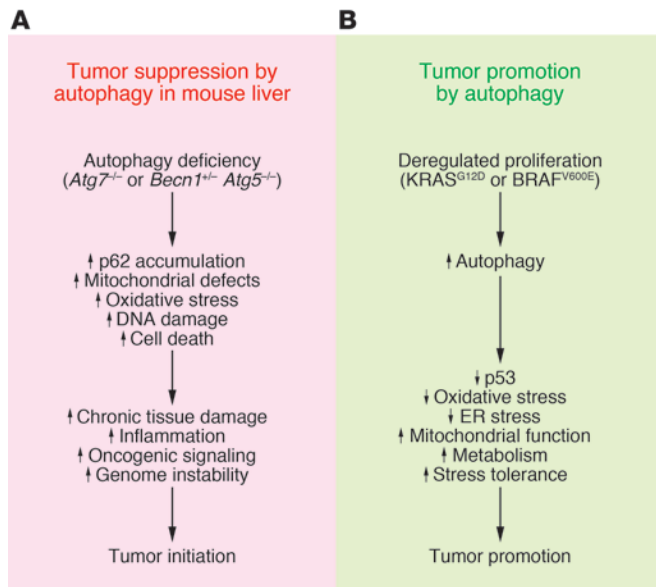 A
Tumor suppression by
autophagy in mouse liver
Autophagy deficiency
(Atg7–/– or Becn1+/– Atg5–/–)
↑ p62 accumulation
↑ Mitochondrial defects
↑ Oxidative stress
↑ DNA damage
↑ Cell death
↑ Chronic tissue damage
↑ Inflammation
↑ Oncogenic signaling
↑ Genome instability
Tumor initiation
B
Tumor promotion
by autophagy
Deregulated proliferation
(KRASG12D or BRAFV600E)
↑ Autophagy
↓ p53
↓ Oxidative stress
↓ ER stress
↑ Mitochondrial function
↑ Metabolism
↑ Stress tolerance
Tumor promotion